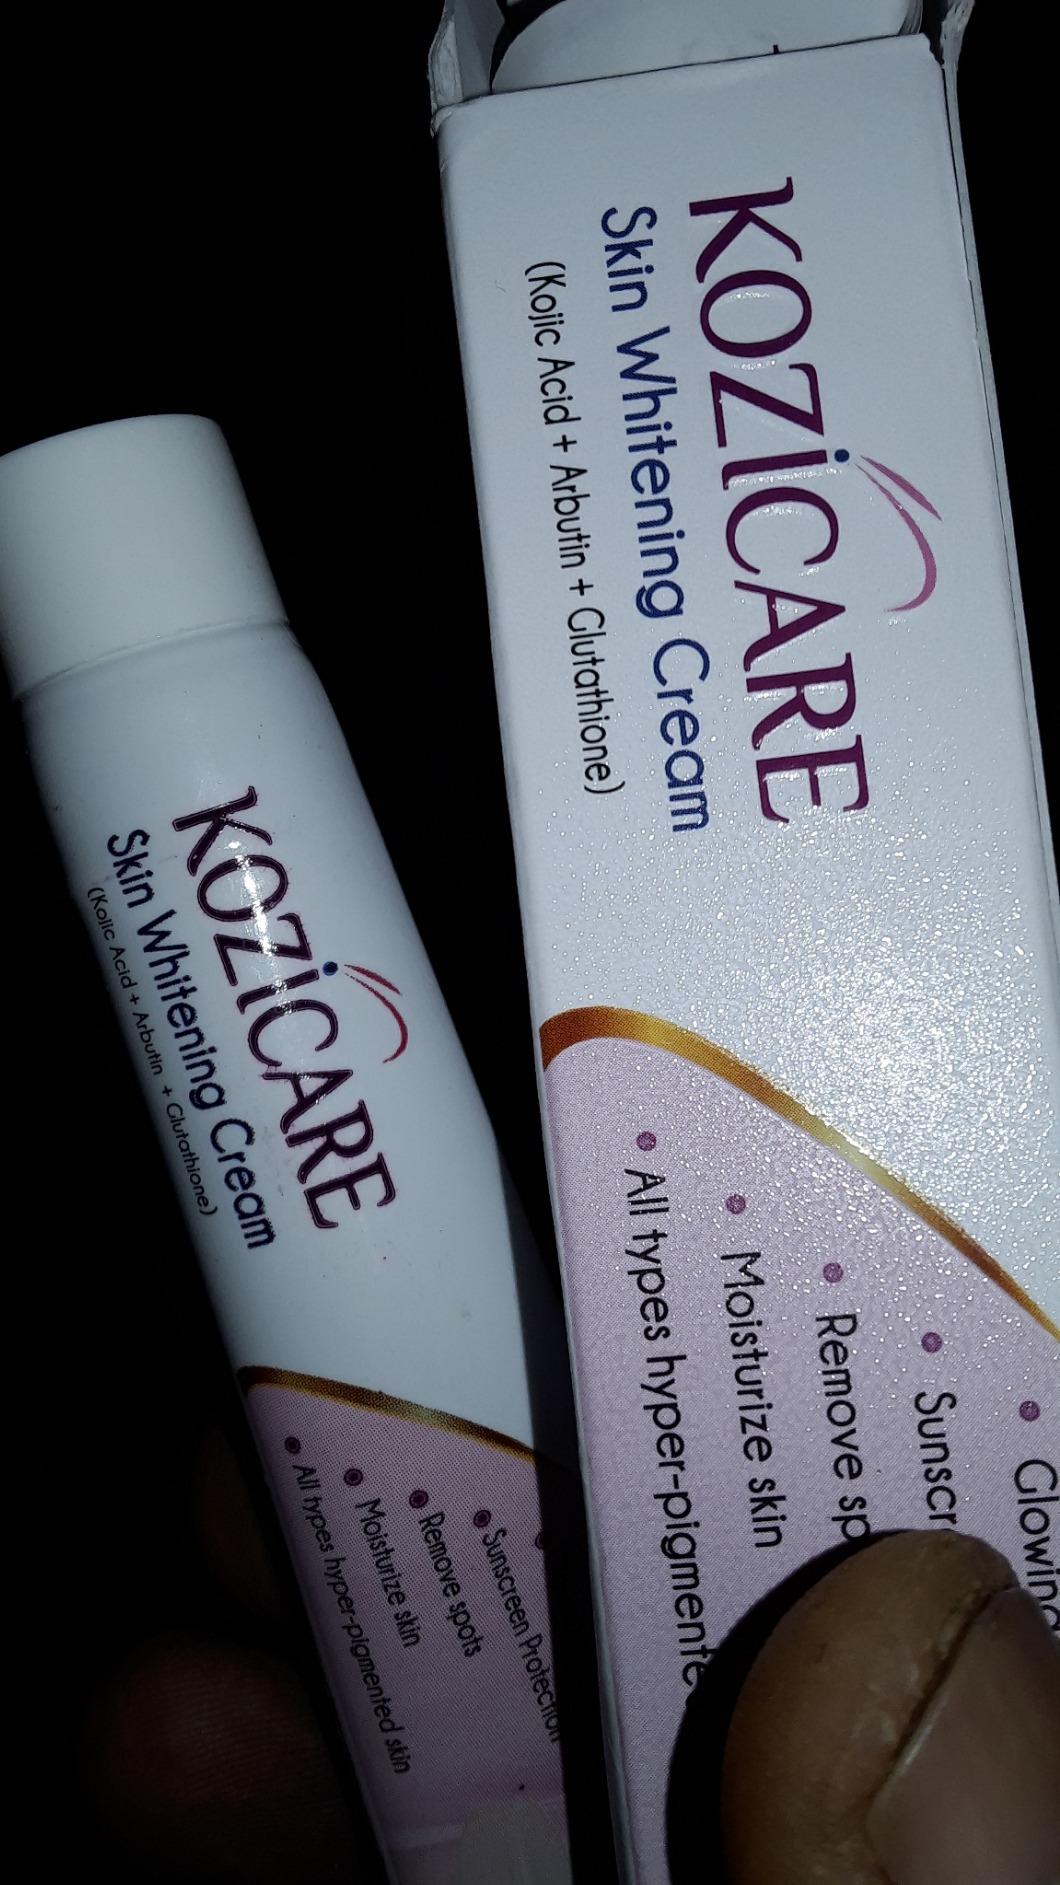 KOZiCARE
Skin Whitening Cream
(Kojic Acid + Arbutin + Glutathione)
Glowing
Sunscr
Remove sp
Moisturize skin
All types hyper-pigmente
KOZiCARE
Skin Whitening Cream
(Kojic Acid + Arbutin + Glutathione)
Sunscreen Protection
Remove spots
Moisturize skin
All types hyper-pigmented skin